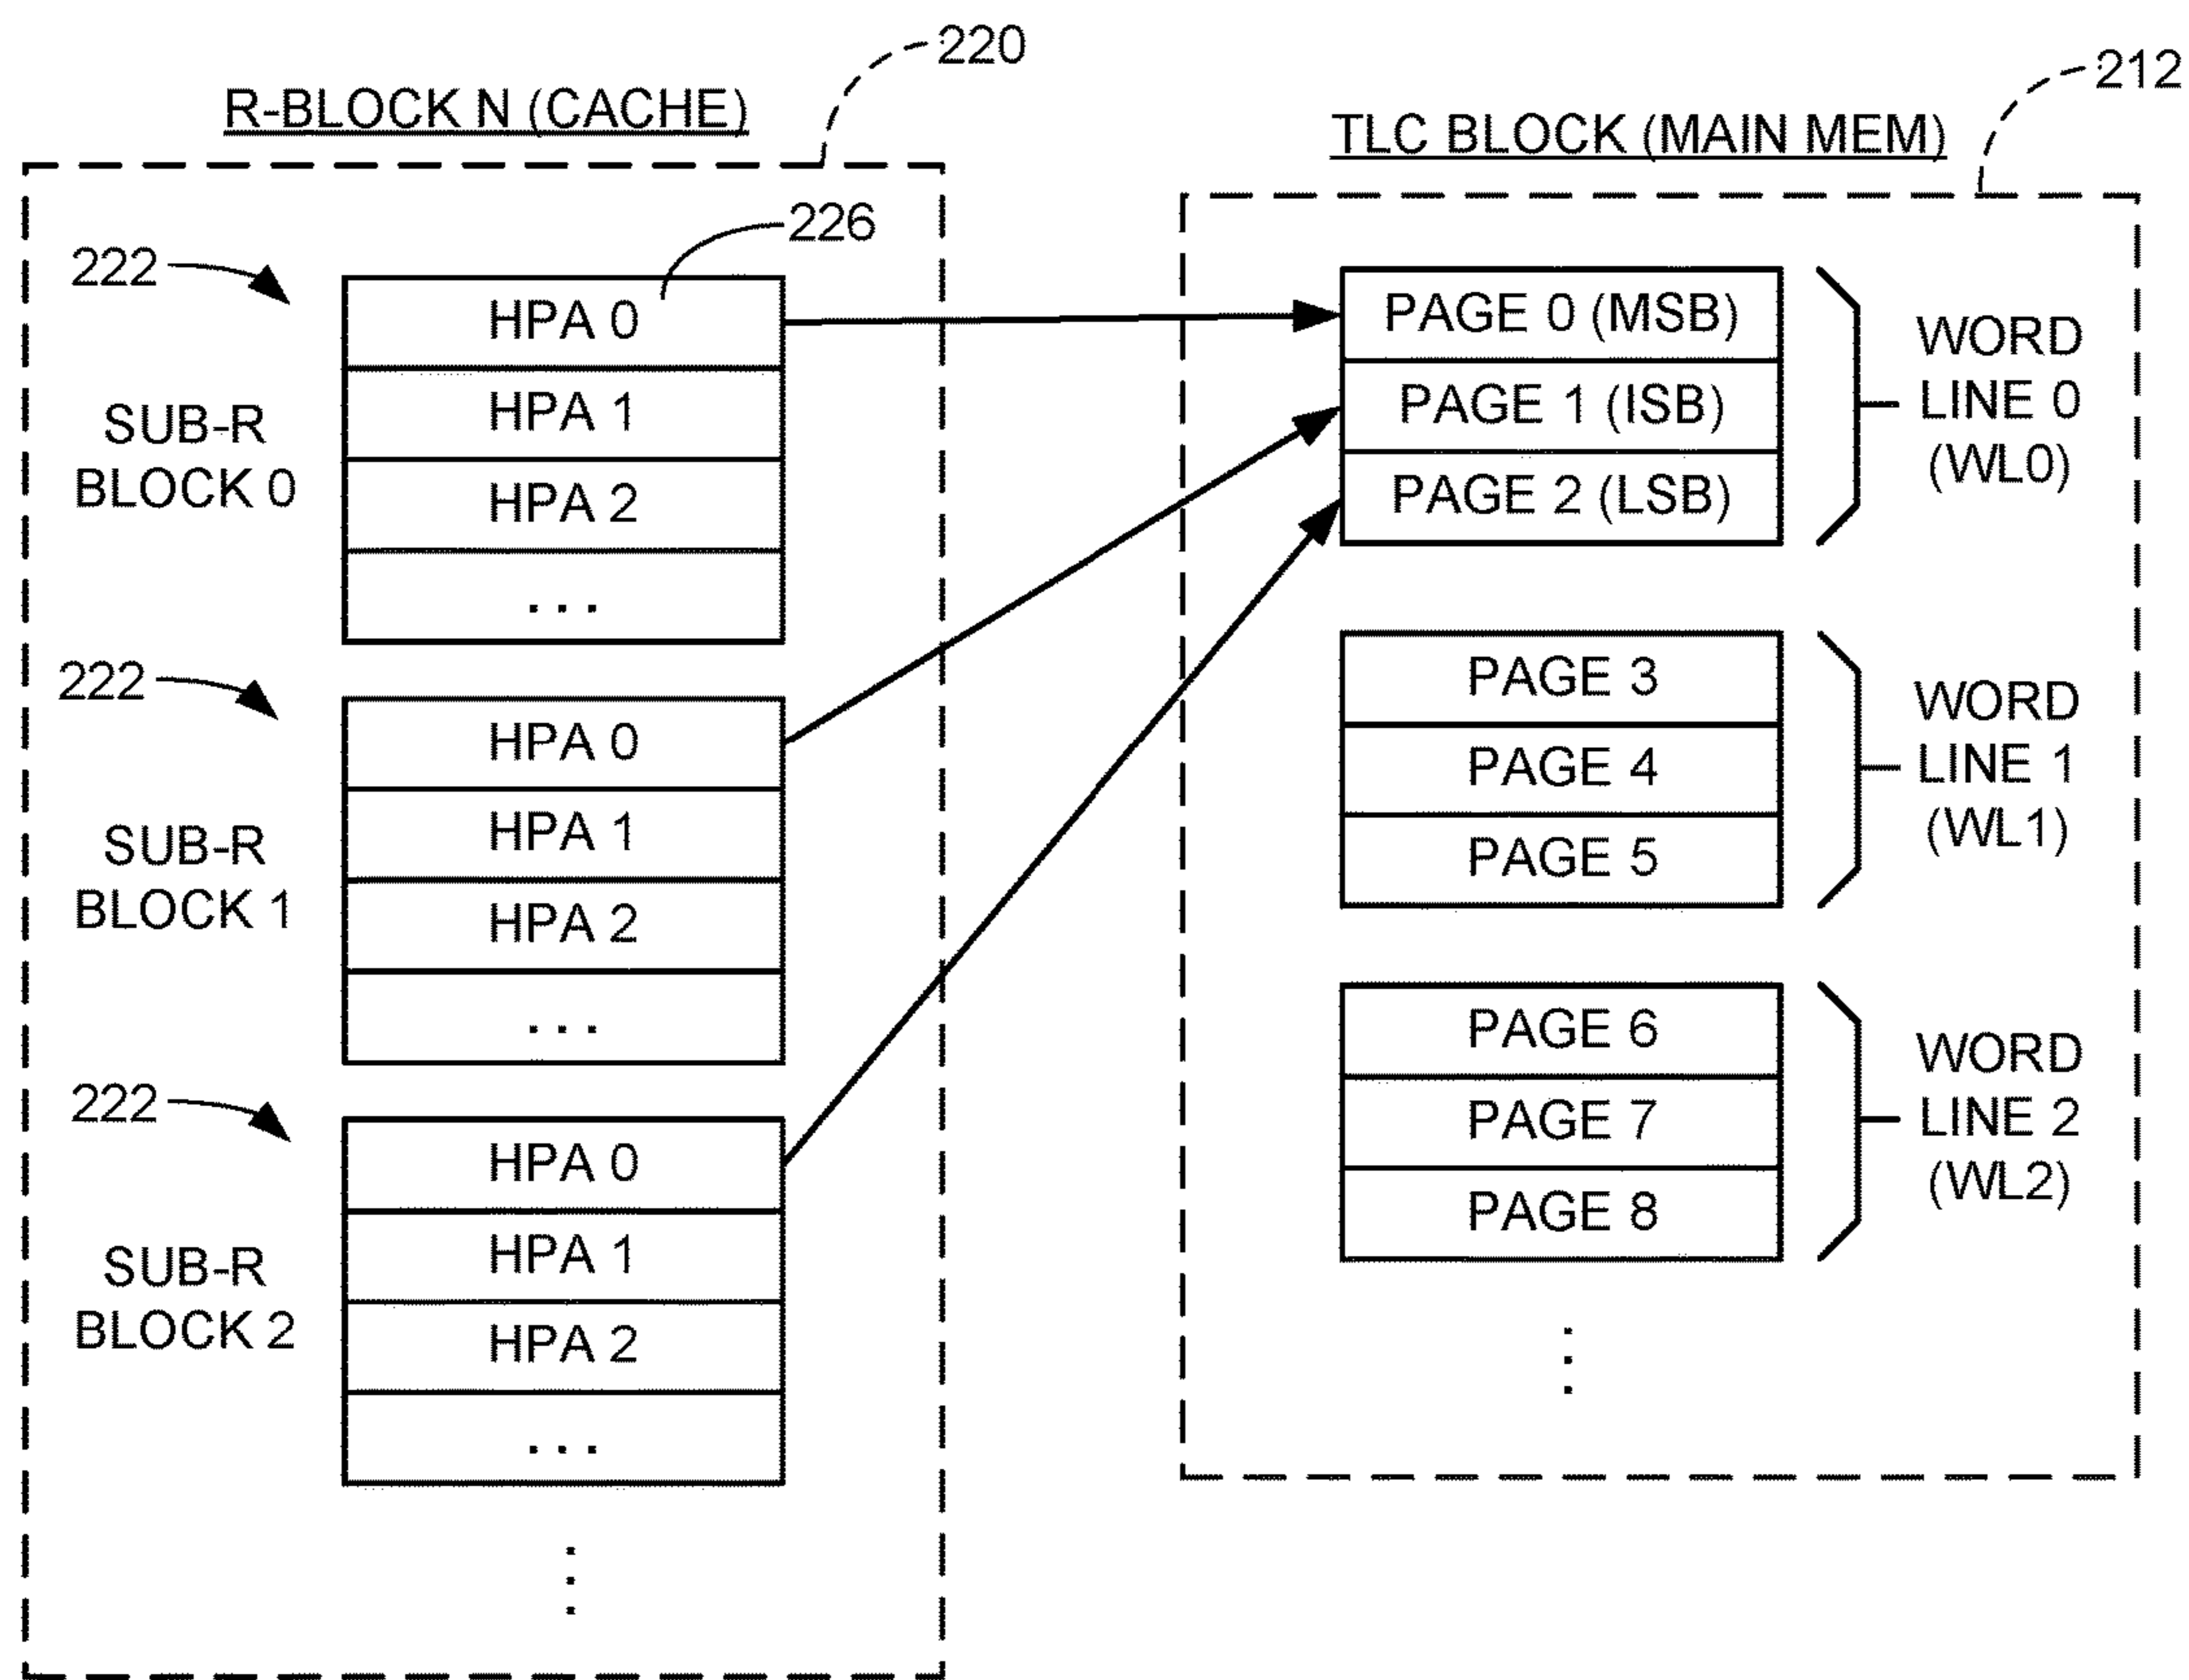 220
212
R-BLOCK N (CACHE)
TLC BLOCK (MAIN MEM)
226
222
SUB-R
BLOCK 0
HPA 0
HPA 1
HPA 2
...
222
SUB-R
BLOCK 1
HPA 0
HPA 1
HPA 2
...
222
SUB-R
BLOCK 2
HPA 0
HPA 1
HPA 2
...
PAGE 0 (MSB)
PAGE 1 (ISB)
PAGE 2 (LSB)
WORD
LINE 0
(WL0)
PAGE 3
PAGE 4
PAGE 5
WORD
LINE 1
(WL1)
PAGE 6
PAGE 7
PAGE 8
WORD
LINE 2
(WL2)